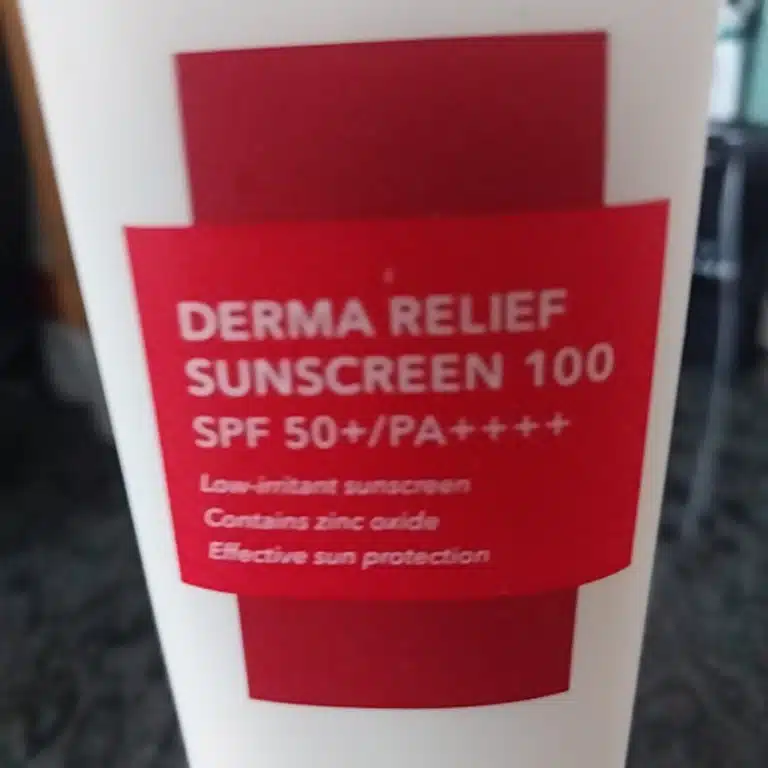 DERMA RELIEF
SUNSCREEN 100
SPF 50+/PA++++
Low-irritant sunscreen
Contains zinc oxide
Effective sun protection